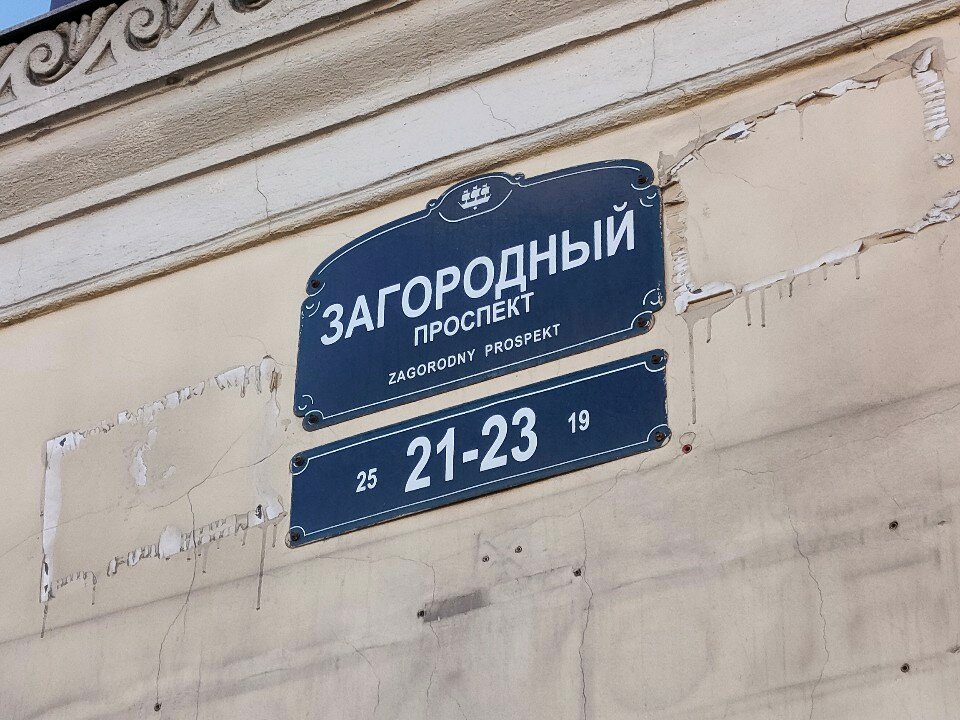 ЗАГОРОДНЫЙ
ПРОСПЕКТ
ZAGORODNY PROSPEKT
25 21-23 19